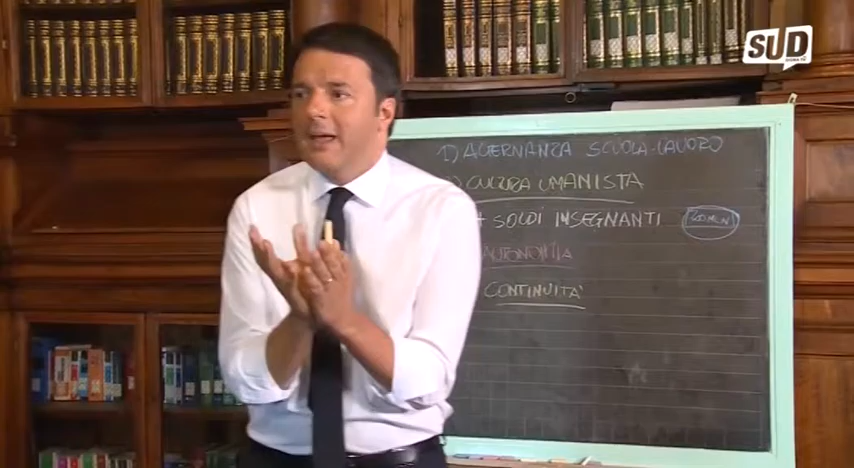 SUD
1) ALTERNANZA SCUOLA-LAVORO
CULTURA UMANISTA
+ SOLDI INSEGNANTI
AUTONOMIA
CONTINUITA'